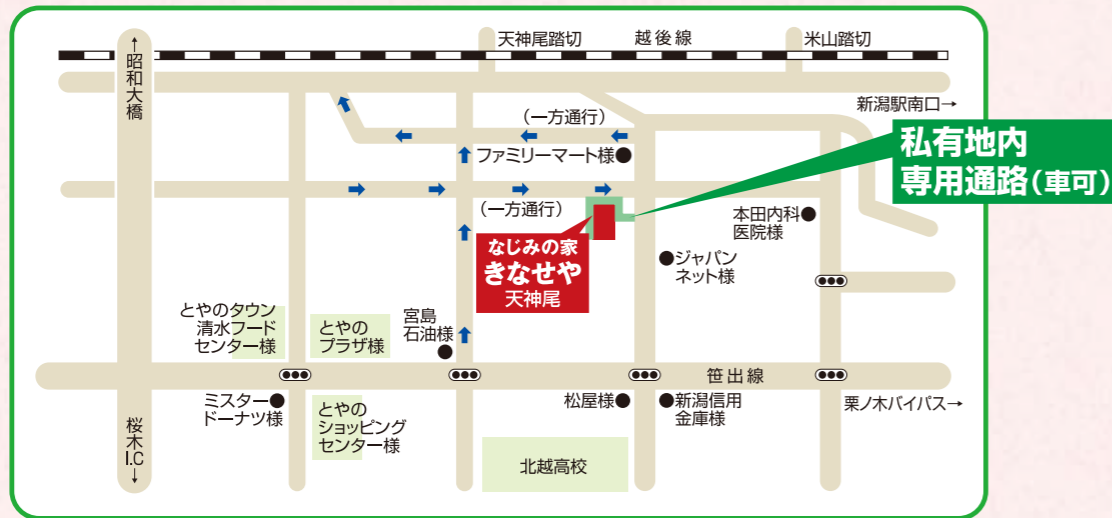 天神尾踏切
越後線
米山踏切
←昭和大橋
新潟駅南口→
(一方通行)
ファミリーマート様●
私有地内
専用通路(車可)
(一方通行)
本田内科●
医院様
なじみの家
きなせや
天神尾
●ジャパン
ネット様
とやのタウン
清水フード
センター様
とやの
プラザ様
宮島
石油様
●
笹出線
ミスター●
ドーナツ様
とやの
ショッピング
センター様
松屋様●
●新潟信用
金庫様
栗ノ木バイパス→
桜木I.C→
北越高校